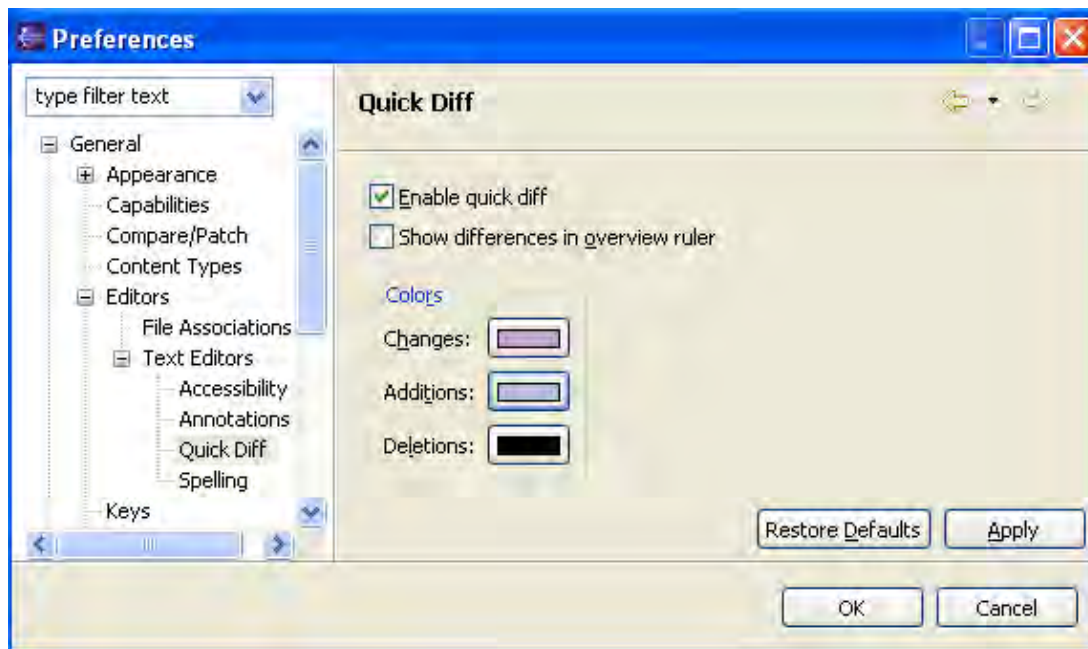 Preferences
type filter text
Quick Diff
General
Appearance
Capabilities
Compare/Patch
Content Types
Editors
File Associations
Text Editors
Accessibility
Annotations
Quick Diff
Spelling
Keys
Enable quick diff
Show differences in overview ruler
Colors
Changes:
Additions:
Deletions:
Restore Defaults
Apply
OK
Cancel